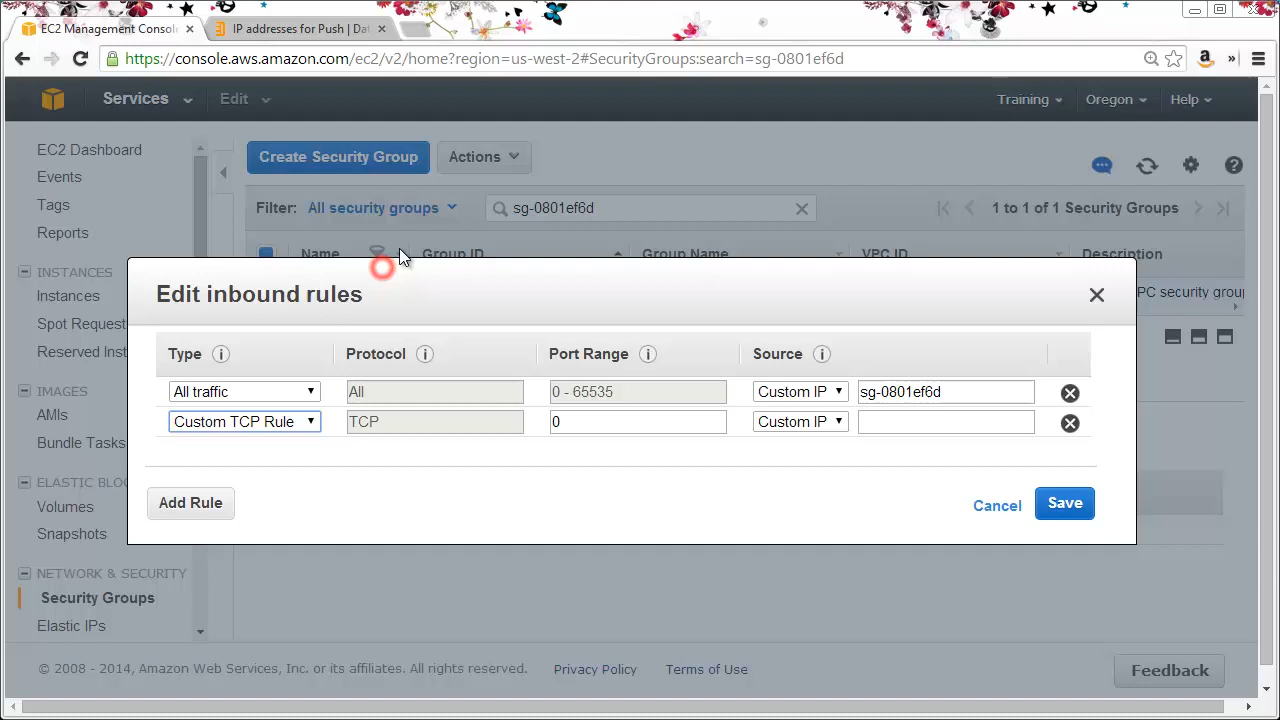 EC2 Management Consol
IP addresses for Push | Dat
https://console.aws.amazon.com/ec2/v2/home?region=us-west-2#SecurityGroups:search=sg-0801ef6d
Services Edit Training Oregon Help
EC2 Dashboard
Events
Tags
Reports
INSTANCES
Instances
Spot Request
Reserved Inst
IMAGES
AMIs
Bundle Tasks
ELASTIC BLOC
Volumes
Snapshots
NETWORK & SECURITY
Security Groups
Elastic IPs
Create Security Group Actions
Filter: All security groups sg-0801ef6d 1 to 1 of 1 Security Groups
Name Group ID Group Name VPC ID Description
PC security group
Edit inbound rules
Type Protocol Port Range Source
All traffic All 0 - 65535 Custom IP sg-0801ef6d
Custom TCP Rule TCP 0 Custom IP
Add Rule Cancel Save
© 2008 - 2014, Amazon Web Services, Inc. or its affiliates. All rights reserved. Privacy Policy Terms of Use Feedback